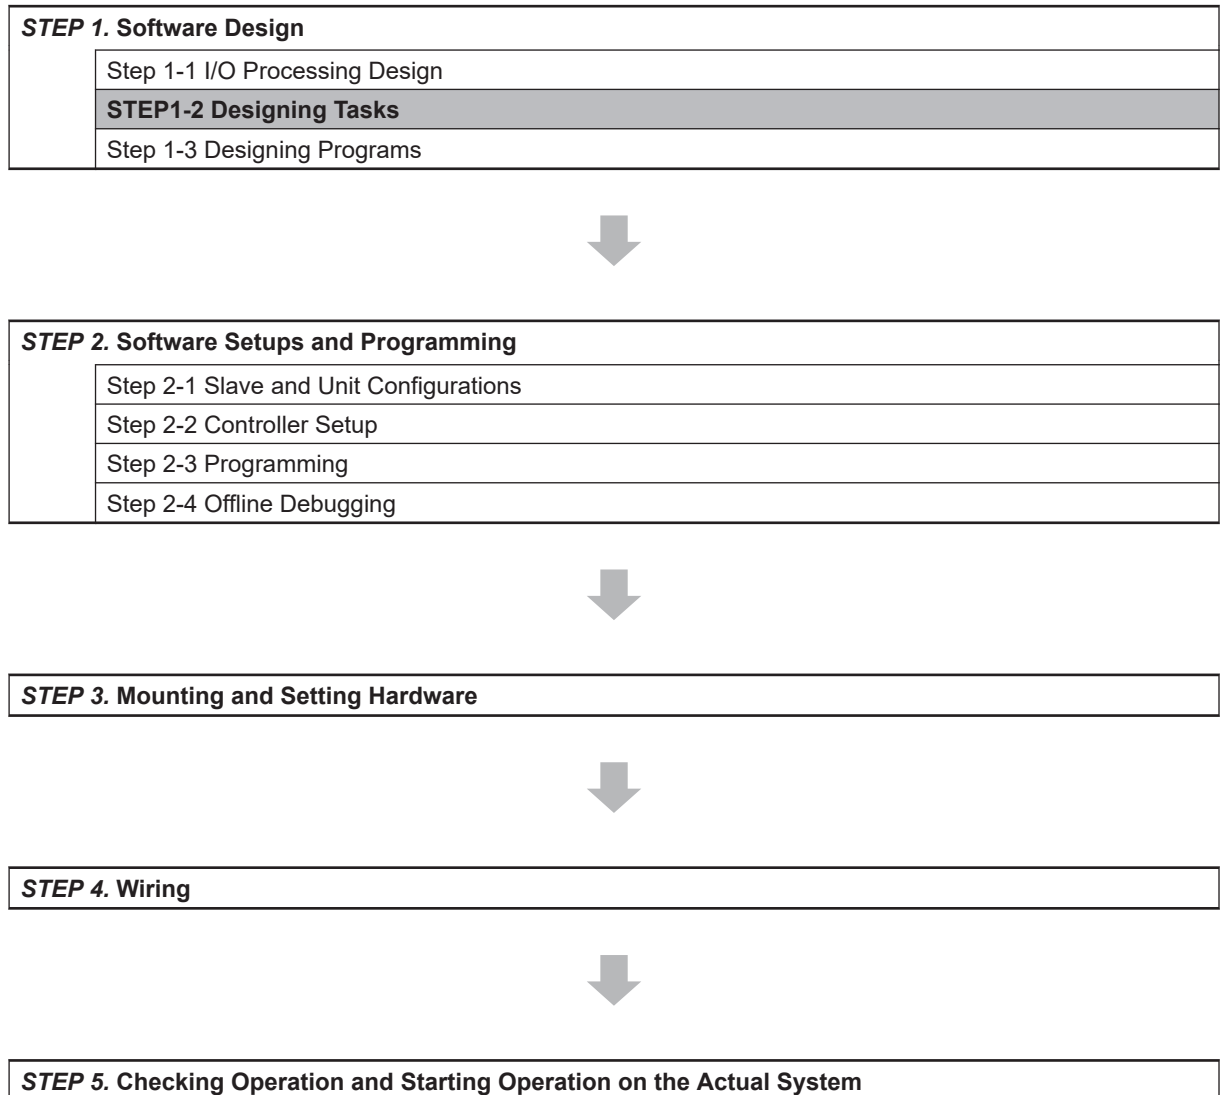 STEP 1. Software Design
Step 1-1 I/O Processing Design
STEP1-2 Designing Tasks
Step 1-3 Designing Programs
STEP 2. Software Setups and Programming
Step 2-1 Slave and Unit Configurations
Step 2-2 Controller Setup
Step 2-3 Programming
Step 2-4 Offline Debugging
STEP 3. Mounting and Setting Hardware
STEP 4. Wiring
STEP 5. Checking Operation and Starting Operation on the Actual System